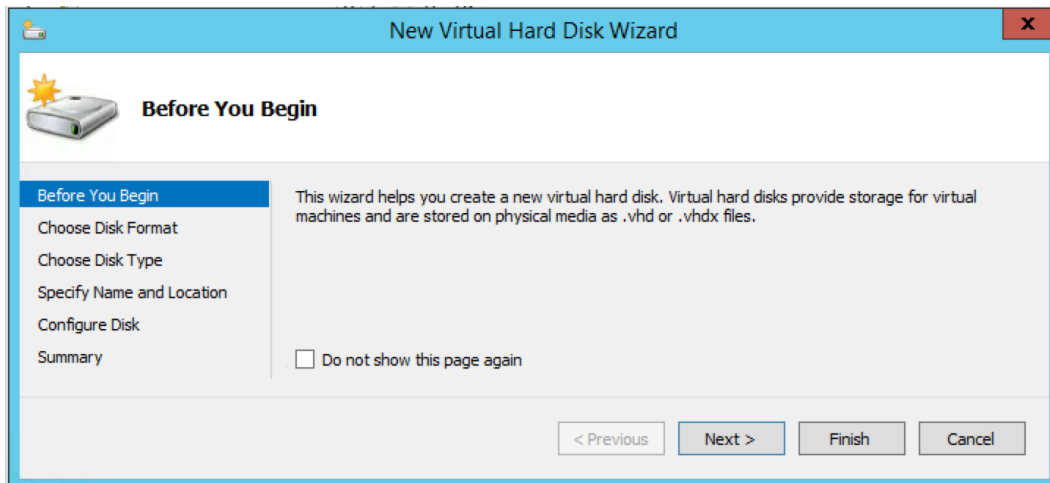 New Virtual Hard Disk Wizard
x
Before You Begin
Before You Begin
Choose Disk Format
Choose Disk Type
Specify Name and Location
Configure Disk
Summary
This wizard helps you create a new virtual hard disk. Virtual hard disks provide storage for virtual
machines and are stored on physical media as .vhd or .vhdx files.
Do not show this page again
< Previous
Next >
Finish
Cancel